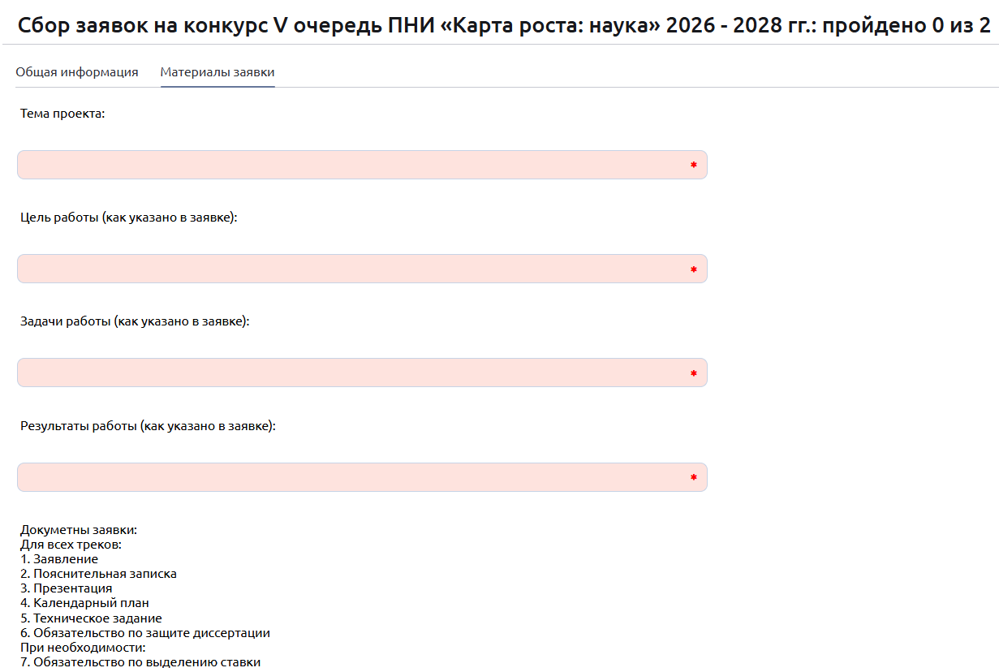 Сбор заявок на конкурс V очередь ПНИ «Карта роста: наука» 2026 - 2028 гг.: пройдено 0 из 2
Общая информация
Материалы заявки
Тема проекта:
*
Цель работы (как указано в заявке):
*
Задачи работы (как указано в заявке):
*
Результаты работы (как указано в заявке):
*
Докуметны заявки:
Для всех треков:
1. Заявление
2. Пояснительная записка
3. Презентация
4. Календарный план
5. Техническое задание
6. Обязательство по защите диссертации
При необходимости:
7. Обязательство по выделению ставки